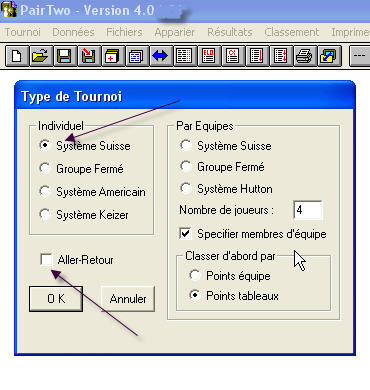 PairTwo - Version 4.0
Tournoi Données Fichiers Apparier Résultats Classement Imprime
Type de Tournoi
Individuel
Système Suisse
Groupe Fermé
Système Americain
Système Keizer
Aller-Retour
OK
Annuler
Par Equipes
Système Suisse
Groupe Fermé
Système Hutton
Nombre de joueurs : 4
Specifier membres d'équipe
Classer d'abord par
Points équipe
Points tableaux